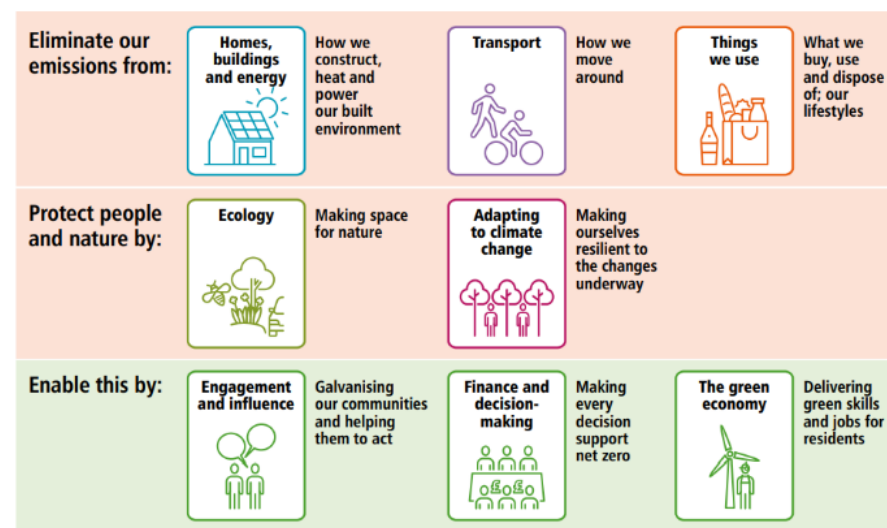 Eliminate our
emissions from:
Homes,
buildings
and energy
How we
construct,
heat and
power
our built
environment
Transport
How we
move
around
Things
we use
What we
buy, use
and dispose
of; our
lifestyles
Protect people
and nature by:
Ecology
Making space
for nature
Adapting
to climate
change
Making
ourselves
resilient to
the changes
underway
Enable this by:
Engagement
and influence
Galvanising
our communities
and helping
them to act
Finance and
decision-
making
££
Making
every
decision
support
net zero
The green
economy
Delivering
green skills
and jobs for
residents